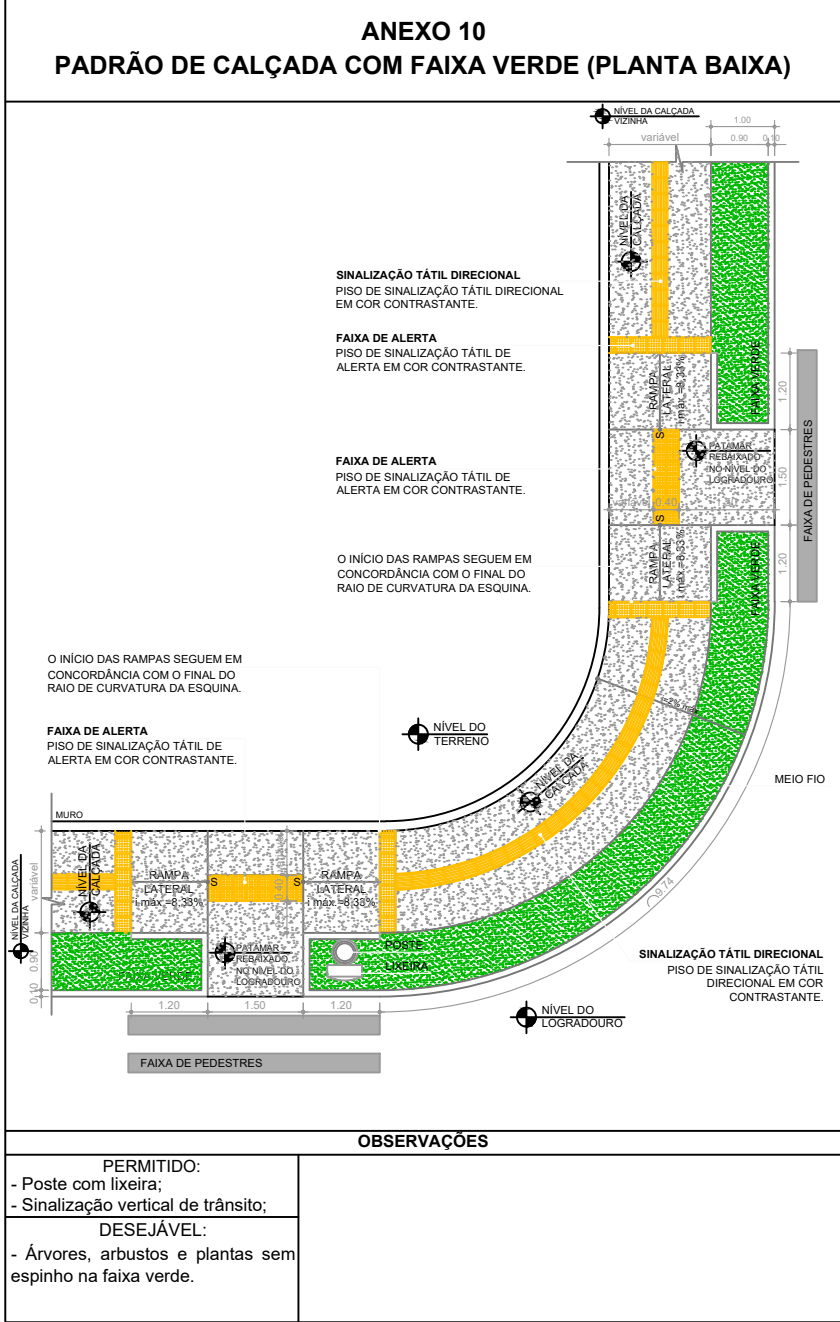 ANEXO 10
PADRÃO DE CALÇADA COM FAIXA VERDE (PLANTA BAIXA)
NÍVEL DA CALÇADA
VIZINHA
1.00
variável
0.90
0.10
NÍVEL DA
CALÇADA
SINALIZAÇÃO TÁTIL DIRECIONAL
PISO DE SINALIZAÇÃO TÁTIL DIRECIONAL
EM COR CONTRASTANTE.
FAIXA DE ALERTA
PISO DE SINALIZAÇÃO TÁTIL DE
ALERTA EM COR CONTRASTANTE.
RAMPA
LATERAL
i máx.=8,33%
FAIXA VERDE
1.20
S
PATAMAR
REBAIXADO
NO NÍVEL DO
LOGRADOURO
1.50
FAIXA DE PEDESTRES
FAIXA DE ALERTA
PISO DE SINALIZAÇÃO TÁTIL DE
ALERTA EM COR CONTRASTANTE.
variável
0.40
S
O INÍCIO DAS RAMPAS SEGUEM EM
CONCORDÂNCIA COM O FINAL DO
RAIO DE CURVATURA DA ESQUINA.
RAMPA
LATERAL
i máx.=8,33%
FAIXA VERDE
1.20
O INÍCIO DAS RAMPAS SEGUEM EM
CONCORDÂNCIA COM O FINAL DO
RAIO DE CURVATURA DA ESQUINA.
i=2% máx.
FAIXA DE ALERTA
PISO DE SINALIZAÇÃO TÁTIL DE
ALERTA EM COR CONTRASTANTE.
NÍVEL DO
TERRENO
NÍVEL DA
CALÇADA
MEIO FIO
MURO
NÍVEL DA CALÇADA
VIZINHA
variável
0.90
0.10
NÍVEL DA
CALÇADA
RAMPA
LATERAL
i máx.=8,33%
S
S
0.40
RAMPA
LATERAL
i máx.=8,33%
9.74
FAIXA VERDE
PATAMAR
REBAIXADO
NO NÍVEL DO
LOGRADOURO
POSTE
LIXEIRA
SINALIZAÇÃO TÁTIL DIRECIONAL
PISO DE SINALIZAÇÃO TÁTIL
DIRECIONAL EM COR
CONTRASTANTE.
1.20
1.50
1.20
NÍVEL DO
LOGRADOURO
FAIXA DE PEDESTRES
OBSERVAÇÕES
PERMITIDO:
- Poste com lixeira;
- Sinalização vertical de trânsito;
DESEJÁVEL:
- Árvores, arbustos e plantas sem
espinho na faixa verde.